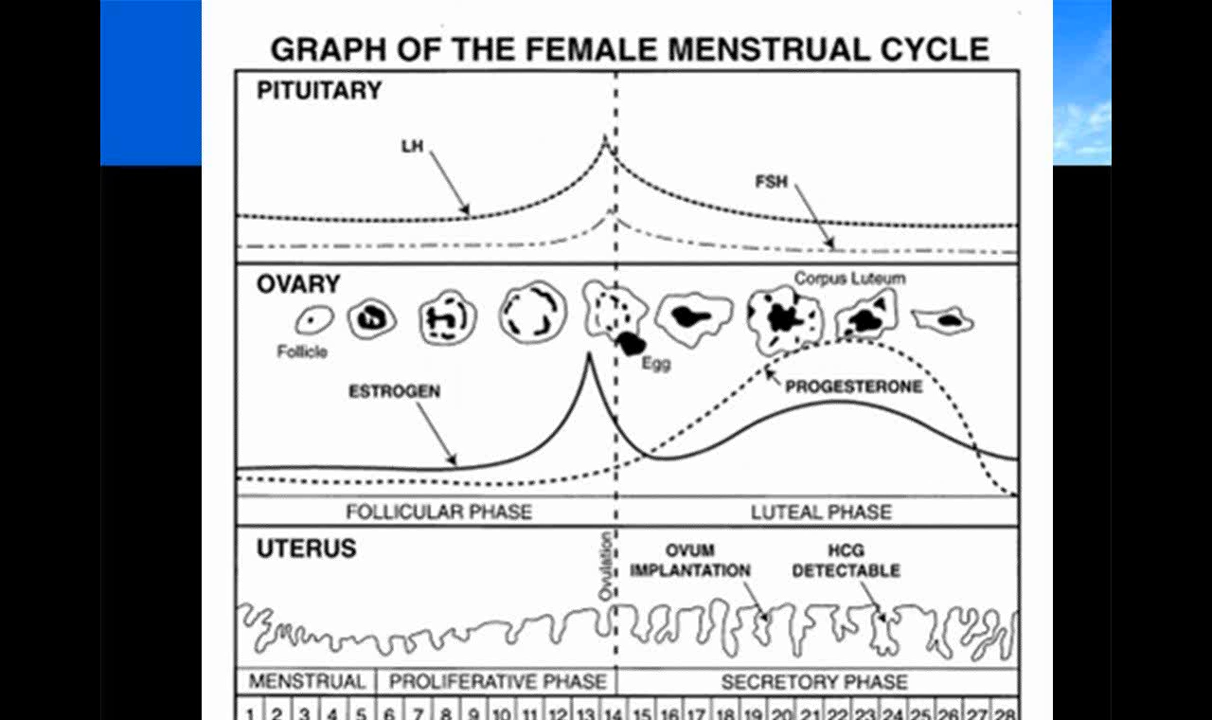 GRAPH OF THE FEMALE MENSTRUAL CYCLE
PITUITARY
LH
FSH
OVARY
Corpus Luteum
Follicle
Egg
ESTROGEN
PROGESTERONE
FOLLICULAR PHASE
LUTEAL PHASE
UTERUS
Ovulation
OVUM
IMPLANTATION
HCG
DETECTABLE
MENSTRUAL
PROLIFERATIVE PHASE
SECRETORY PHASE
1 2 3 4 5 6 7 8 9 10 11 12 13 14 15 16 17 18 19 20 21 22 23 24 25 26 27 28